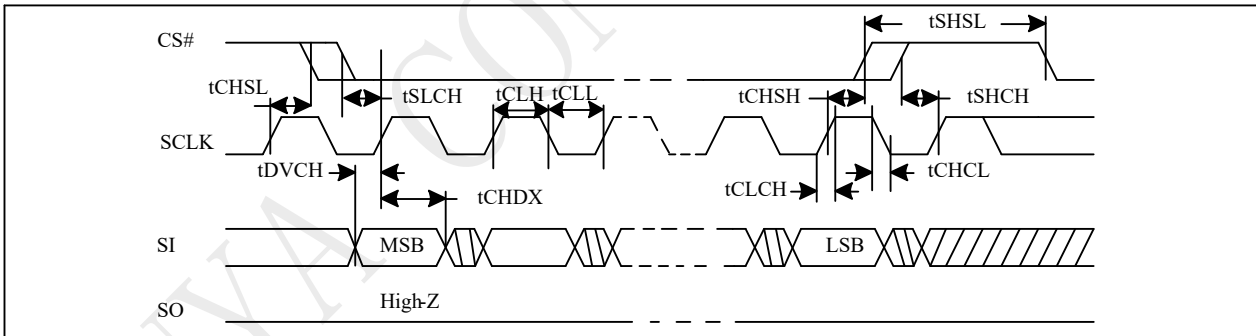 tSHSL
CS#
tCHSL
tSLCH
tCLH
tCLL
tCHSH
tSHCH
SCLK
tDVCH
tCHDX
tCLCH
tCHCL
SI
MSB
LSB
SO
High-Z